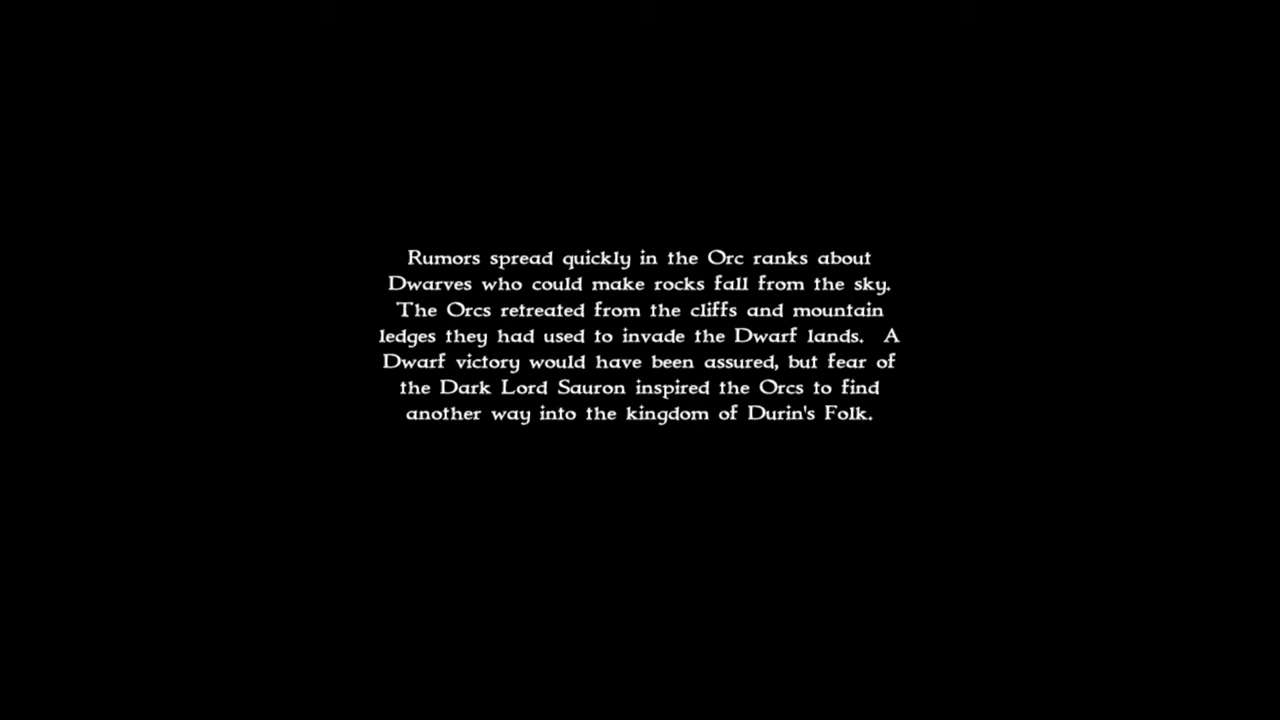 Rumors spread quickly in the Orc ranks about
Dwarves who could make rocks fall from the sky.
The Orcs retreated from the cliffs and mountain
ledges they had used to invade the Dwarf lands.  A
Dwarf victory would have been assured, but fear of
the Dark Lord Sauron inspired the Orcs to find
another way into the kingdom of Durin's Folk.